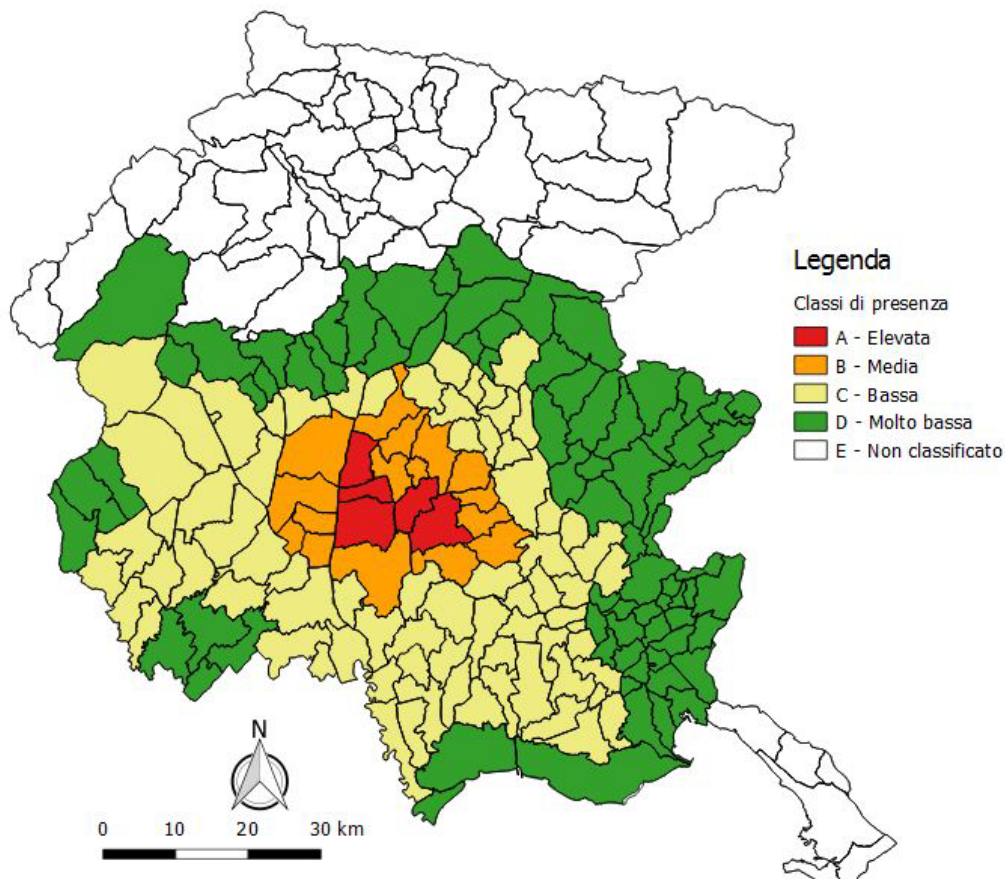 Legenda
Classi di presenza
A - Elevata
B - Media
C - Bassa
D - Molto bassa
E - Non classificato
N
0 10 20 30 km